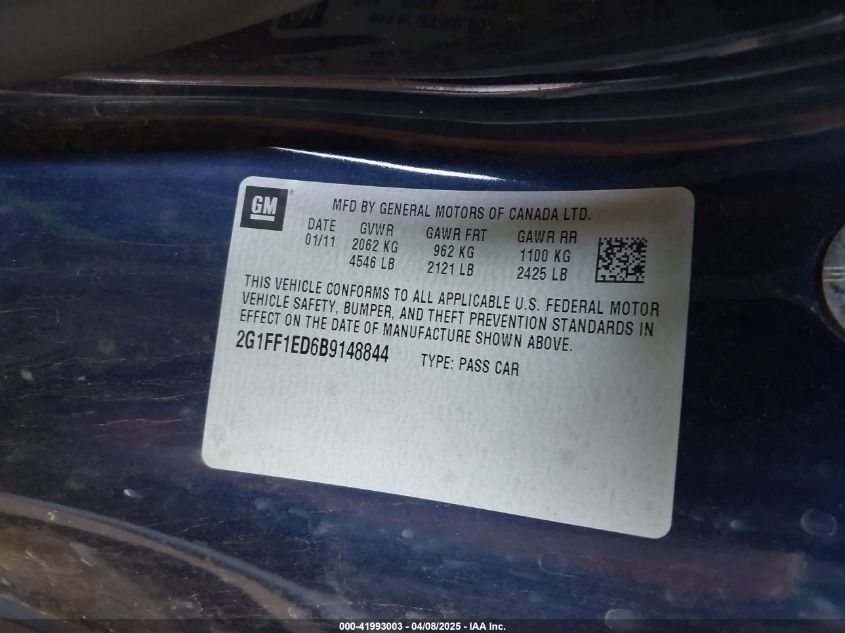 GM
MFD BY GENERAL MOTORS OF CANADA LTD.
DATE GVWR GAWR FRT GAWR RR
01/11 2062 KG 962 KG 1100 KG
4546 LB 2121 LB 2425 LB
THIS VEHICLE CONFORMS TO ALL APPLICABLE U.S. FEDERAL MOTOR
VEHICLE SAFETY, BUMPER, AND THEFT PREVENTION STANDARDS IN
EFFECT ON THE DATE OF MANUFACTURE SHOWN ABOVE.
2G1FF1ED6B9148844 TYPE: PASS CAR
000-41993003 - 04/08/2025 - IAA Inc.